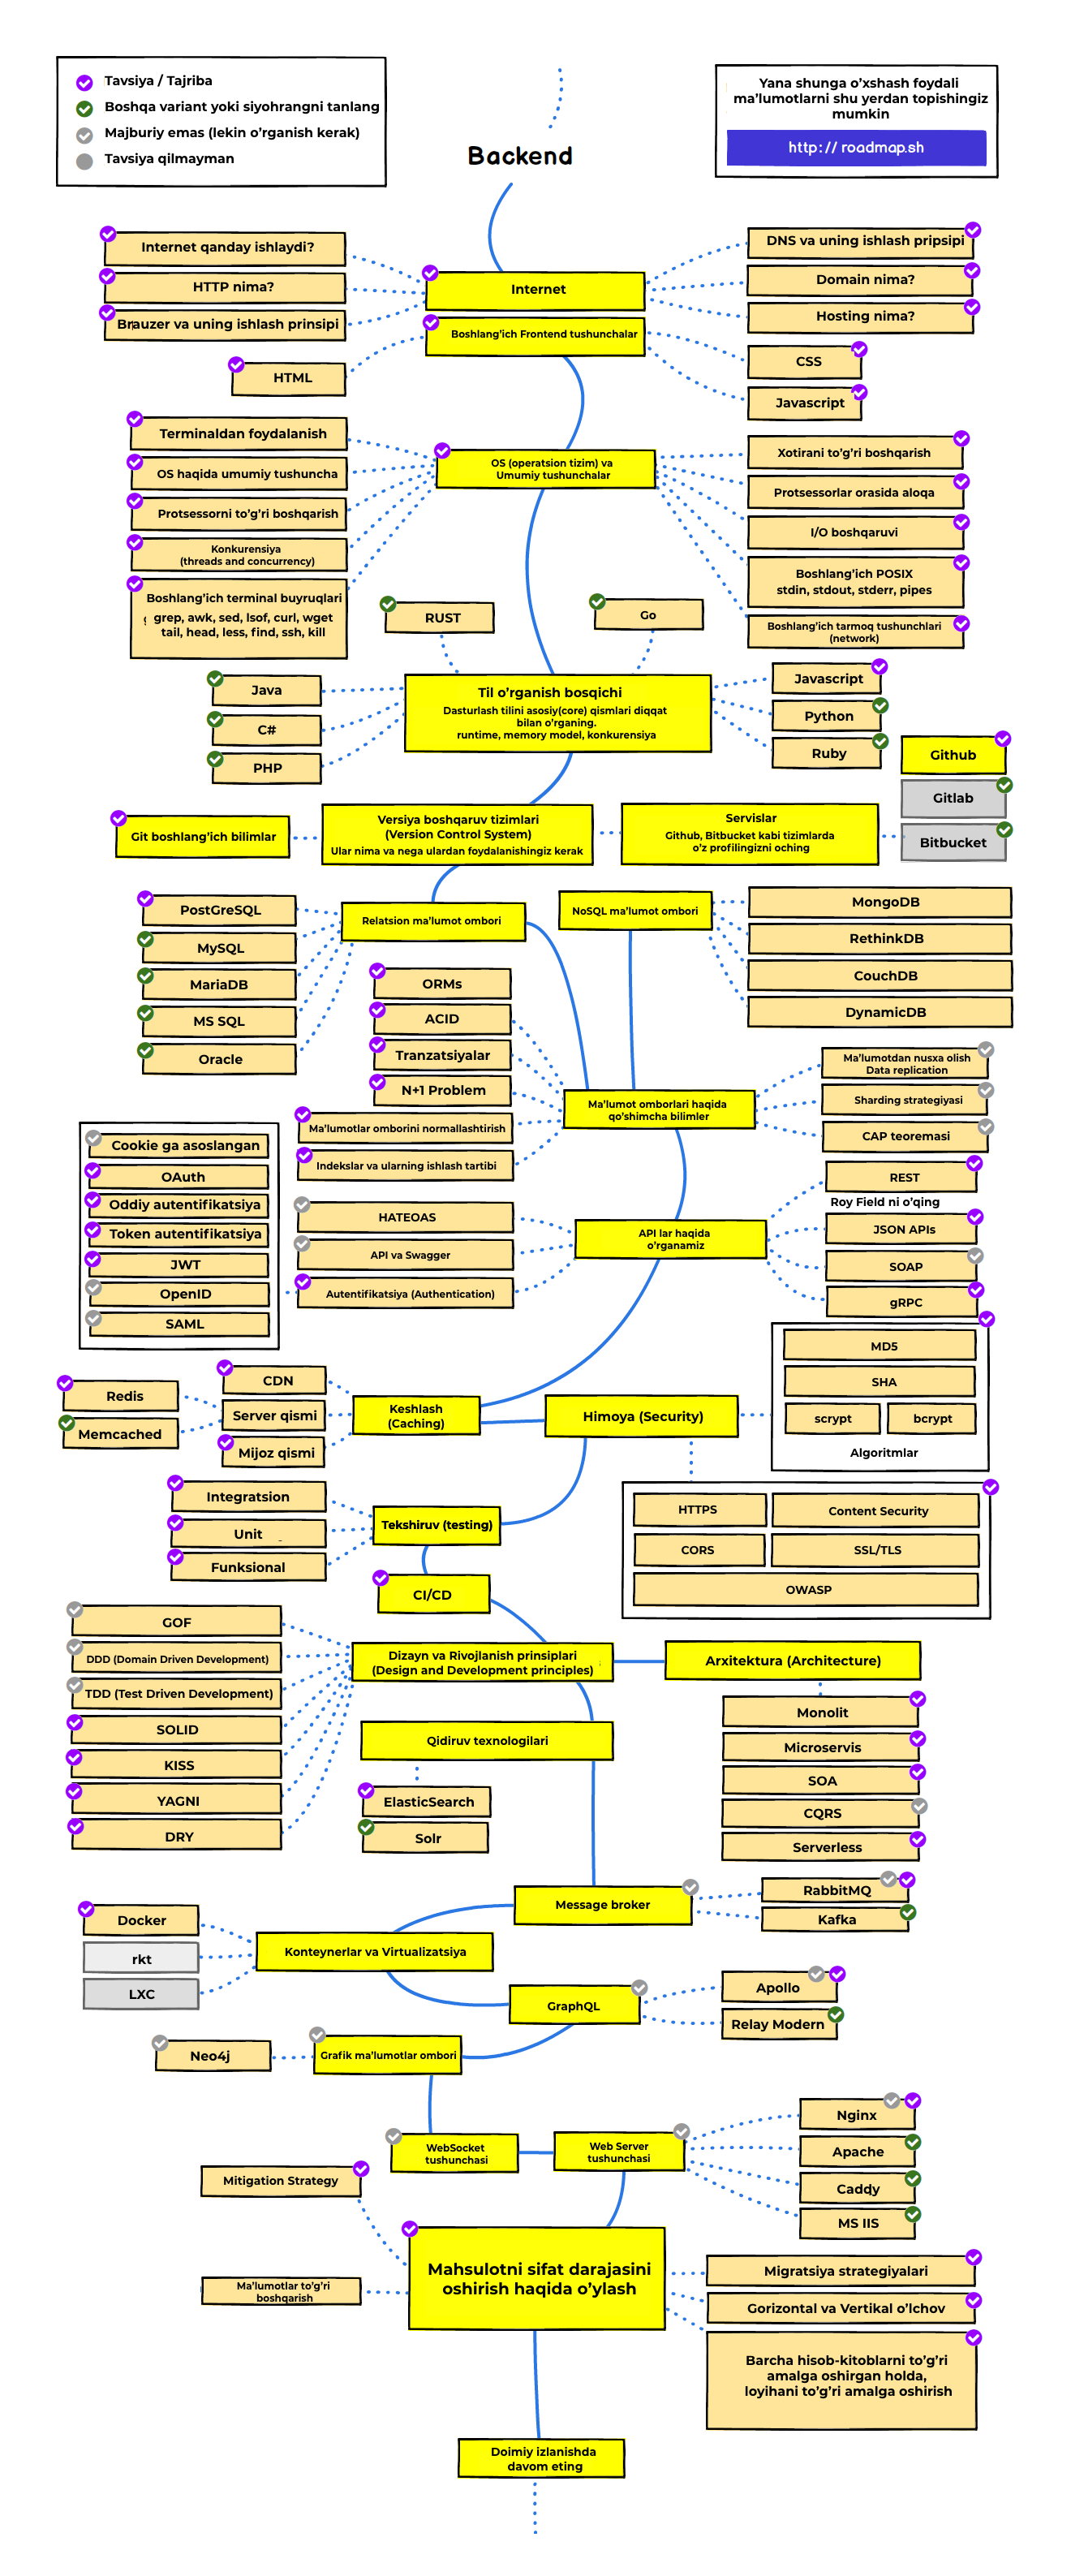 Tavsiya / Tajriba
Boshqa variant yoki siyohrangni tanlang
Majburiy emas (lekin o’rganish kerak)
Tavsiya qilmayman
Yana shunga o’xshash foydali
ma’lumotlarni shu yerdan topishingiz
mumkin
http://roadmap.sh
Backend
Internet qanday ishlaydi?
HTTP nima?
Brauzer va uning ishlash prinsipi
HTML
Internet
Boshlang’ich Frontend tushunchalar
DNS va uning ishlash pripsipi
Domain nima?
Hosting nima?
CSS
Javascript
Terminaldan foydalanish
OS haqida umumiy tushuncha
Protsessorni to’g’ri boshqarish
Konkurensiya
(threads and concurrency)
Boshlang’ich terminal buyruqlari
grep, awk, sed, lsof, curl, wget
tail, head, less, find, ssh, kill
OS (operatsion tizim) va
Umumiy tushunchalar
Xotirani to’g’ri boshqarish
Protsessorlar orasida aloqa
I/O boshqaruvi
Boshlang’ich POSIX
stdin, stdout, stderr, pipes
Boshlang’ich tarmoq tushunchlari
(network)
RUST
Go
Java
C#
PHP
Til o’rganish bosqichi
Dasturlash tilini asosiy(core) qismlari diqqat
bilan o’rganing.
runtime, memory model, konkurensiya
Javascript
Python
Ruby
Github
Gitlab
Bitbucket
Git boshlang’ich bilimlar
Versiya boshqaruv tizimlari
(Version Control System)
Ular nima va nega ulardan foydalanishingiz kerak
Servislar
Github, Bitbucket kabi tizimlarda
o’z profilingizni oching
PostGreSQL
MySQL
MariaDB
MS SQL
Oracle
Relatsion ma’lumot ombori
NoSQL ma’lumot ombori
MongoDB
RethinkDB
CouchDB
DynamicDB
ORMs
ACID
Tranzatsiyalar
N+1 Problem
Ma’lumotlar omborini normallashtirish
Indekslar va ularning ishlash tartibi
Ma’lumot omborlari haqida
qo’shimcha bilimler
Ma’lumotdan nusxa olish
Data replication
Sharding strategiyasi
CAP teoremasi
Cookie ga asoslangan
OAuth
Oddiy autentifikatsiya
Token autentifikatsiya
JWT
OpenID
SAML
HATEOAS
API va Swagger
Autentifikatsiya (Authentication)
API lar haqida
o’rganamiz
REST
Roy Field ni o’qing
JSON APIs
SOAP
gRPC
MD5
SHA
scrypt
bcrypt
Algoritmlar
Redis
Memcached
CDN
Server qismi
Mijoz qismi
Keshlash
(Caching)
Himoya (Security)
HTTPS
Content Security
CORS
SSL/TLS
OWASP
Integratsion
Unit
Funksional
Tekshiruv (testing)
CI/CD
GOF
DDD (Domain Driven Development)
TDD (Test Driven Development)
SOLID
KISS
YAGNI
DRY
Dizayn va Rivojlanish prinsiplari
(Design and Development principles)
Arxitektura (Architecture)
Monolit
Microservis
SOA
CQRS
Serverless
Qidiruv texnologilari
ElasticSearch
Solr
Message broker
RabbitMQ
Kafka
Docker
rkt
LXC
Konteynerlar va Virtualizatsiya
GraphQL
Apollo
Relay Modern
Neo4j
Grafik ma’lumotlar ombori
WebSocket
tushunchasi
Web Server
tushunchasi
Nginx
Apache
Caddy
MS IIS
Mitigation Strategy
Ma’lumotlar to’g’ri
boshqarish
Mahsulotni sifat darajasini
oshirish haqida o’ylash
Migratsiya strategiyalari
Gorizontal va Vertikal o’lchov
Barcha hisob-kitoblarni to’g’ri
amalga oshirgan holda,
loyihani to’g’ri amalga oshirish
Doimiy izlanishda
davom eting